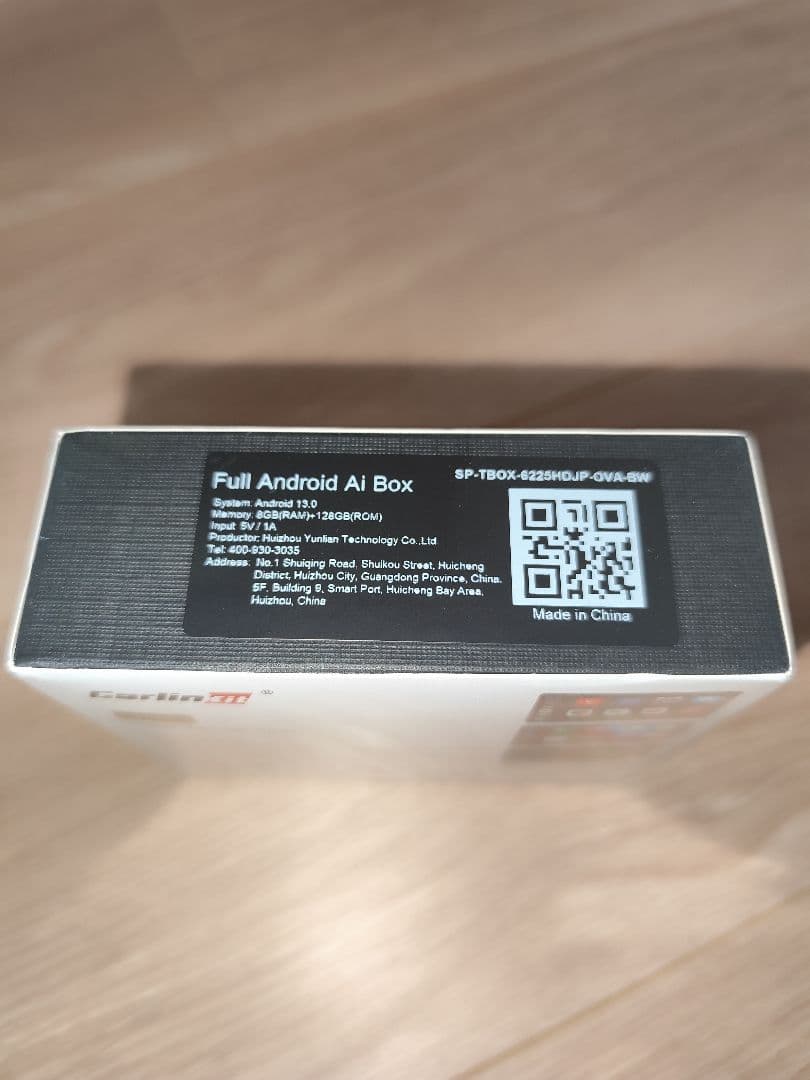 Full Android Ai Box
SP-TBOX-6225HDJP-OVA-BW
System: Android 13.0
Memory: 8GB(RAM)+128GB(ROM)
Input: 5V / 1A
Productor: Huizhou Yunlian Technology Co.,Ltd
Tel: 400-930-3035
Address: No.1 Shuiqing Road, Shuikou Street, Huicheng
District, Huizhou City, Guangdong Province, China.
5F, Building 9, Smart Port, Huicheng Bay Area,
Huizhou, China
Made in China
Carlinkit ®